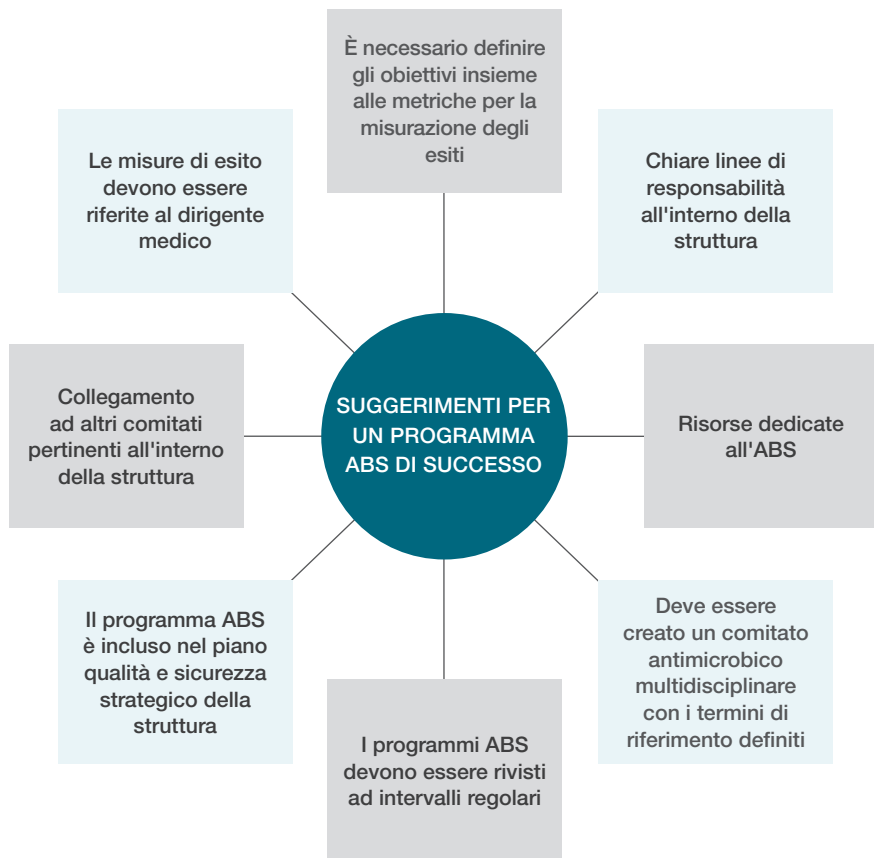 È necessario definire
gli obiettivi insieme
alle metriche per la
misurazione degli
esiti
Le misure di esito
devono essere
riferite al dirigente
medico
Chiare linee di
responsabilità
all'interno della
struttura
Collegamento
ad altri comitati
pertinenti all'interno
della struttura
SUGGERIMENTI PER
UN PROGRAMMA
ABS DI SUCCESSO
Risorse dedicate
all'ABS
Il programma ABS
è incluso nel piano
qualità e sicurezza
strategico della
struttura
Deve essere
creato un comitato
antimicrobico
multidisciplinare
con i termini di
riferimento definiti
I programmi ABS
devono essere rivisti
ad intervalli regolari